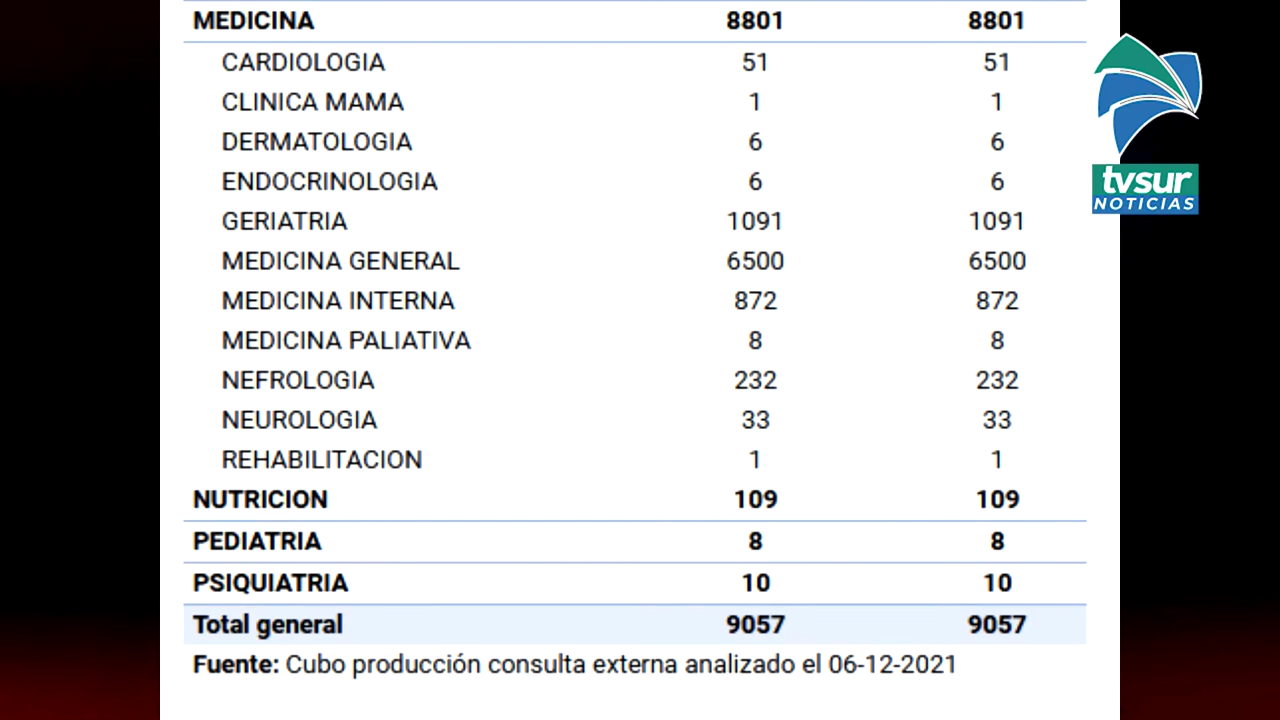 MEDICINA 8801 8801
CARDIOLOGIA 51 51
CLINICA MAMA 1 1
DERMATOLOGIA 6 6
ENDOCRINOLOGIA 6 6
GERIATRIA 1091 1091
MEDICINA GENERAL 6500 6500
MEDICINA INTERNA 872 872
MEDICINA PALIATIVA 8 8
NEFROLOGIA 232 232
NEUROLOGIA 33 33
REHABILITACION 1 1
NUTRICION 109 109
PEDIATRIA 8 8
PSIQUIATRIA 10 10
Total general 9057 9057
Fuente: Cubo producción consulta externa analizado el 06-12-2021
tvsur
NOTICIAS